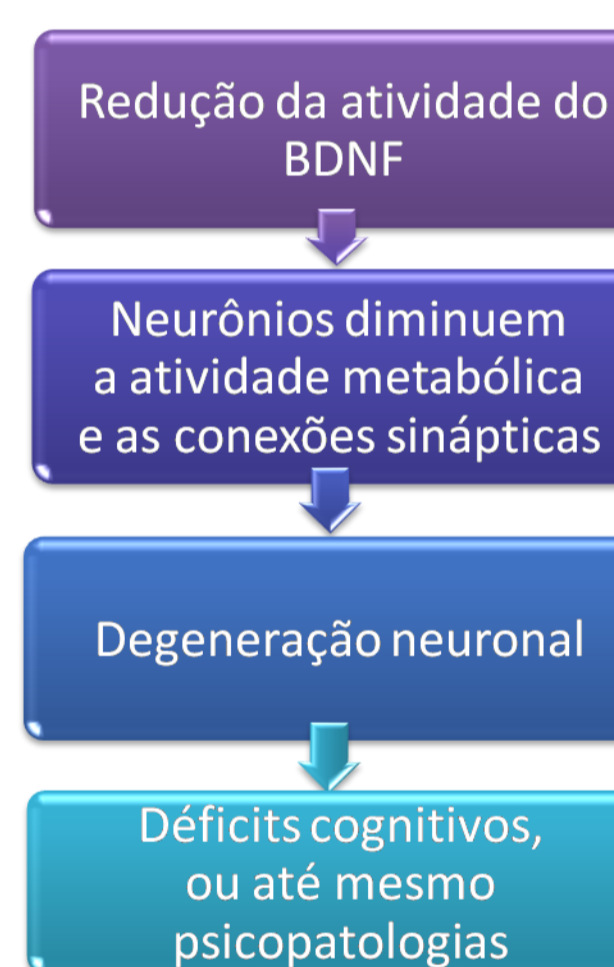 Redução da atividade do
BDNF
Neurônios diminuem
a atividade metabólica
e as conexões sinápticas
Degeneração neuronal
Déficits cognitivos,
ou até mesmo
psicopatologias